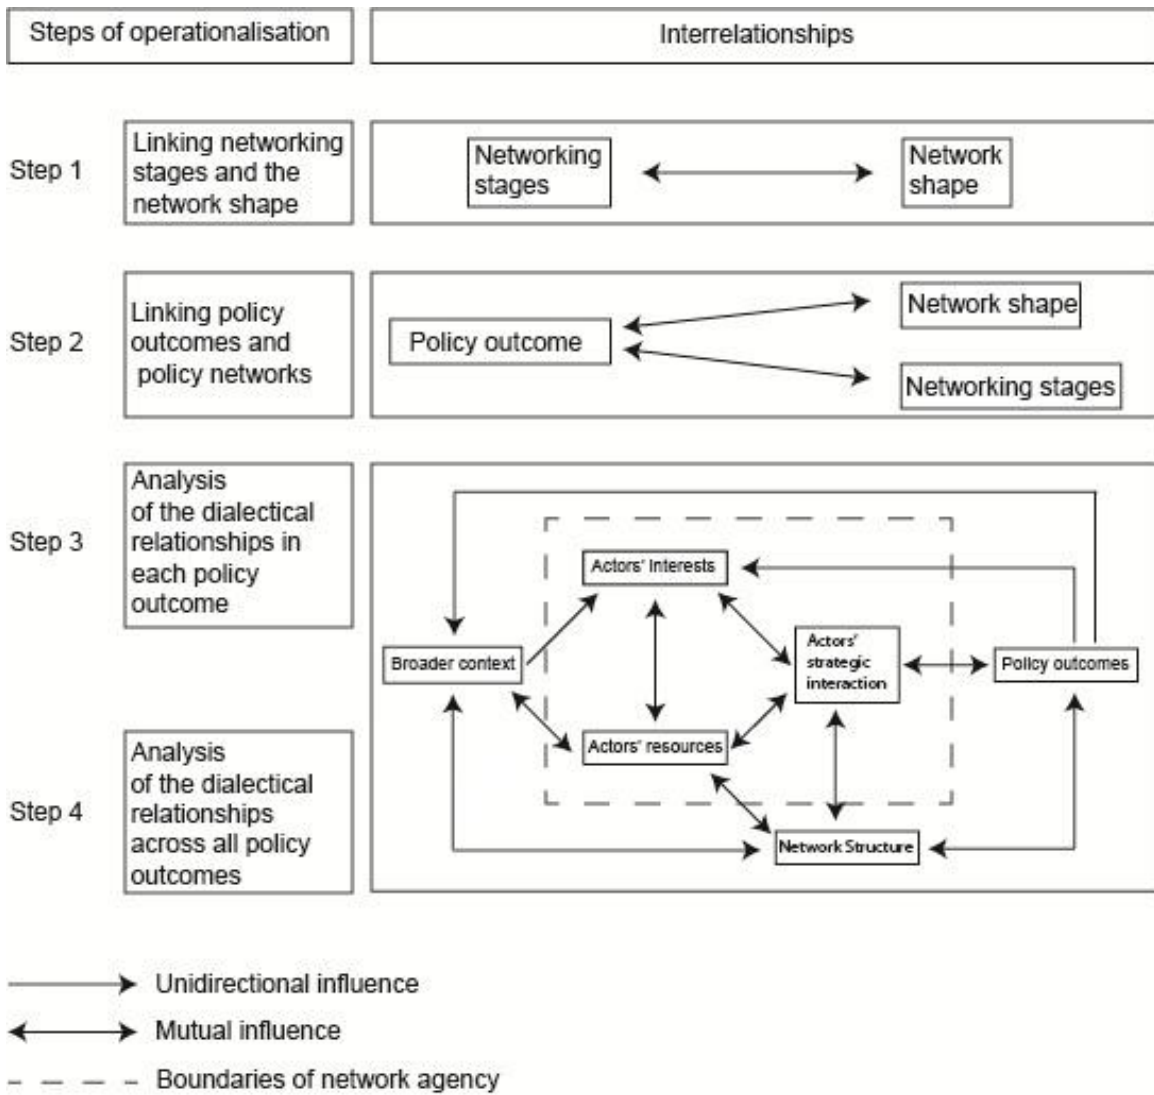 Steps of operationalisation
Interrelationships
Step 1
Linking networking
stages and the
network shape
Networking
stages
Network
shape
Step 2
Linking policy
outcomes and
policy networks
Policy outcome
Network shape
Networking stages
Step 3
Analysis
of the dialectical
relationships in
each policy
outcome
Step 4
Analysis
of the dialectical
relationships
across all policy
outcomes
Actors' Interests
Broader context
Actors'
strategic
interaction
Policy outcomes
Actors' resources
Network Structure
Unidirectional influence
Mutual influence
Boundaries of network agency